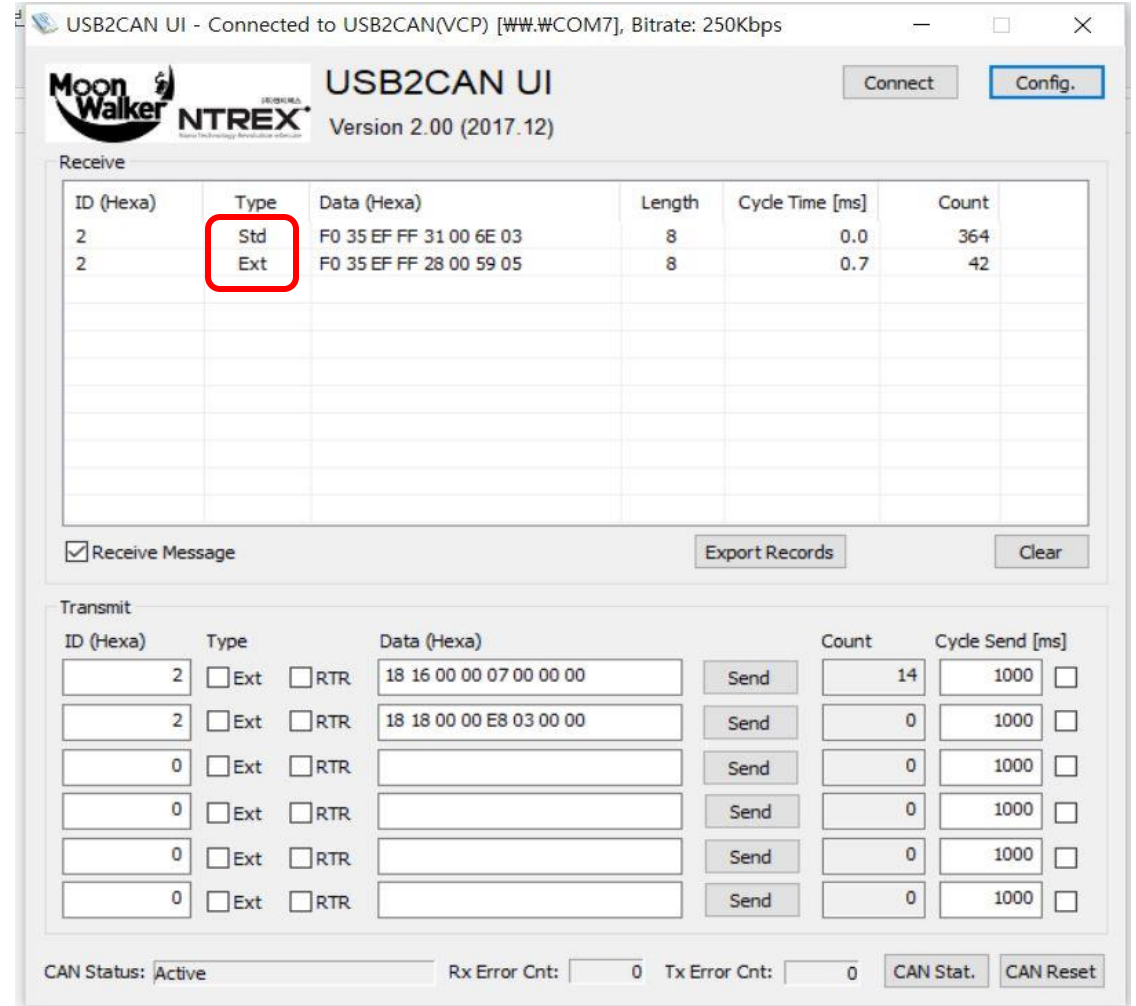 USB2CAN UI - Connected to USB2CAN(VCP) [₩₩.₩COM7], Bitrate: 250Kbps
Moon Walker
NTREX
USB2CAN UI
Version 2.00 (2017.12)
Connect
Config.
Receive
ID (Hexa) Type Data (Hexa) Length Cycle Time [ms] Count
2 Std F0 35 EF FF 31 00 6E 03 8 0.0 364
2 Ext F0 35 EF FF 28 00 59 05 8 0.7 42
Receive Message Export Records Clear
Transmit
ID (Hexa) Type Data (Hexa) Count Cycle Send [ms]
2 Ext RTR 18 16 00 00 07 00 00 00 Send 14 1000
2 Ext RTR 18 18 00 00 E8 03 00 00 Send 0 1000
0 Ext RTR Send 0 1000
0 Ext RTR Send 0 1000
0 Ext RTR Send 0 1000
0 Ext RTR Send 0 1000
CAN Status: Active Rx Error Cnt: 0 Tx Error Cnt: 0 CAN Stat. CAN Reset